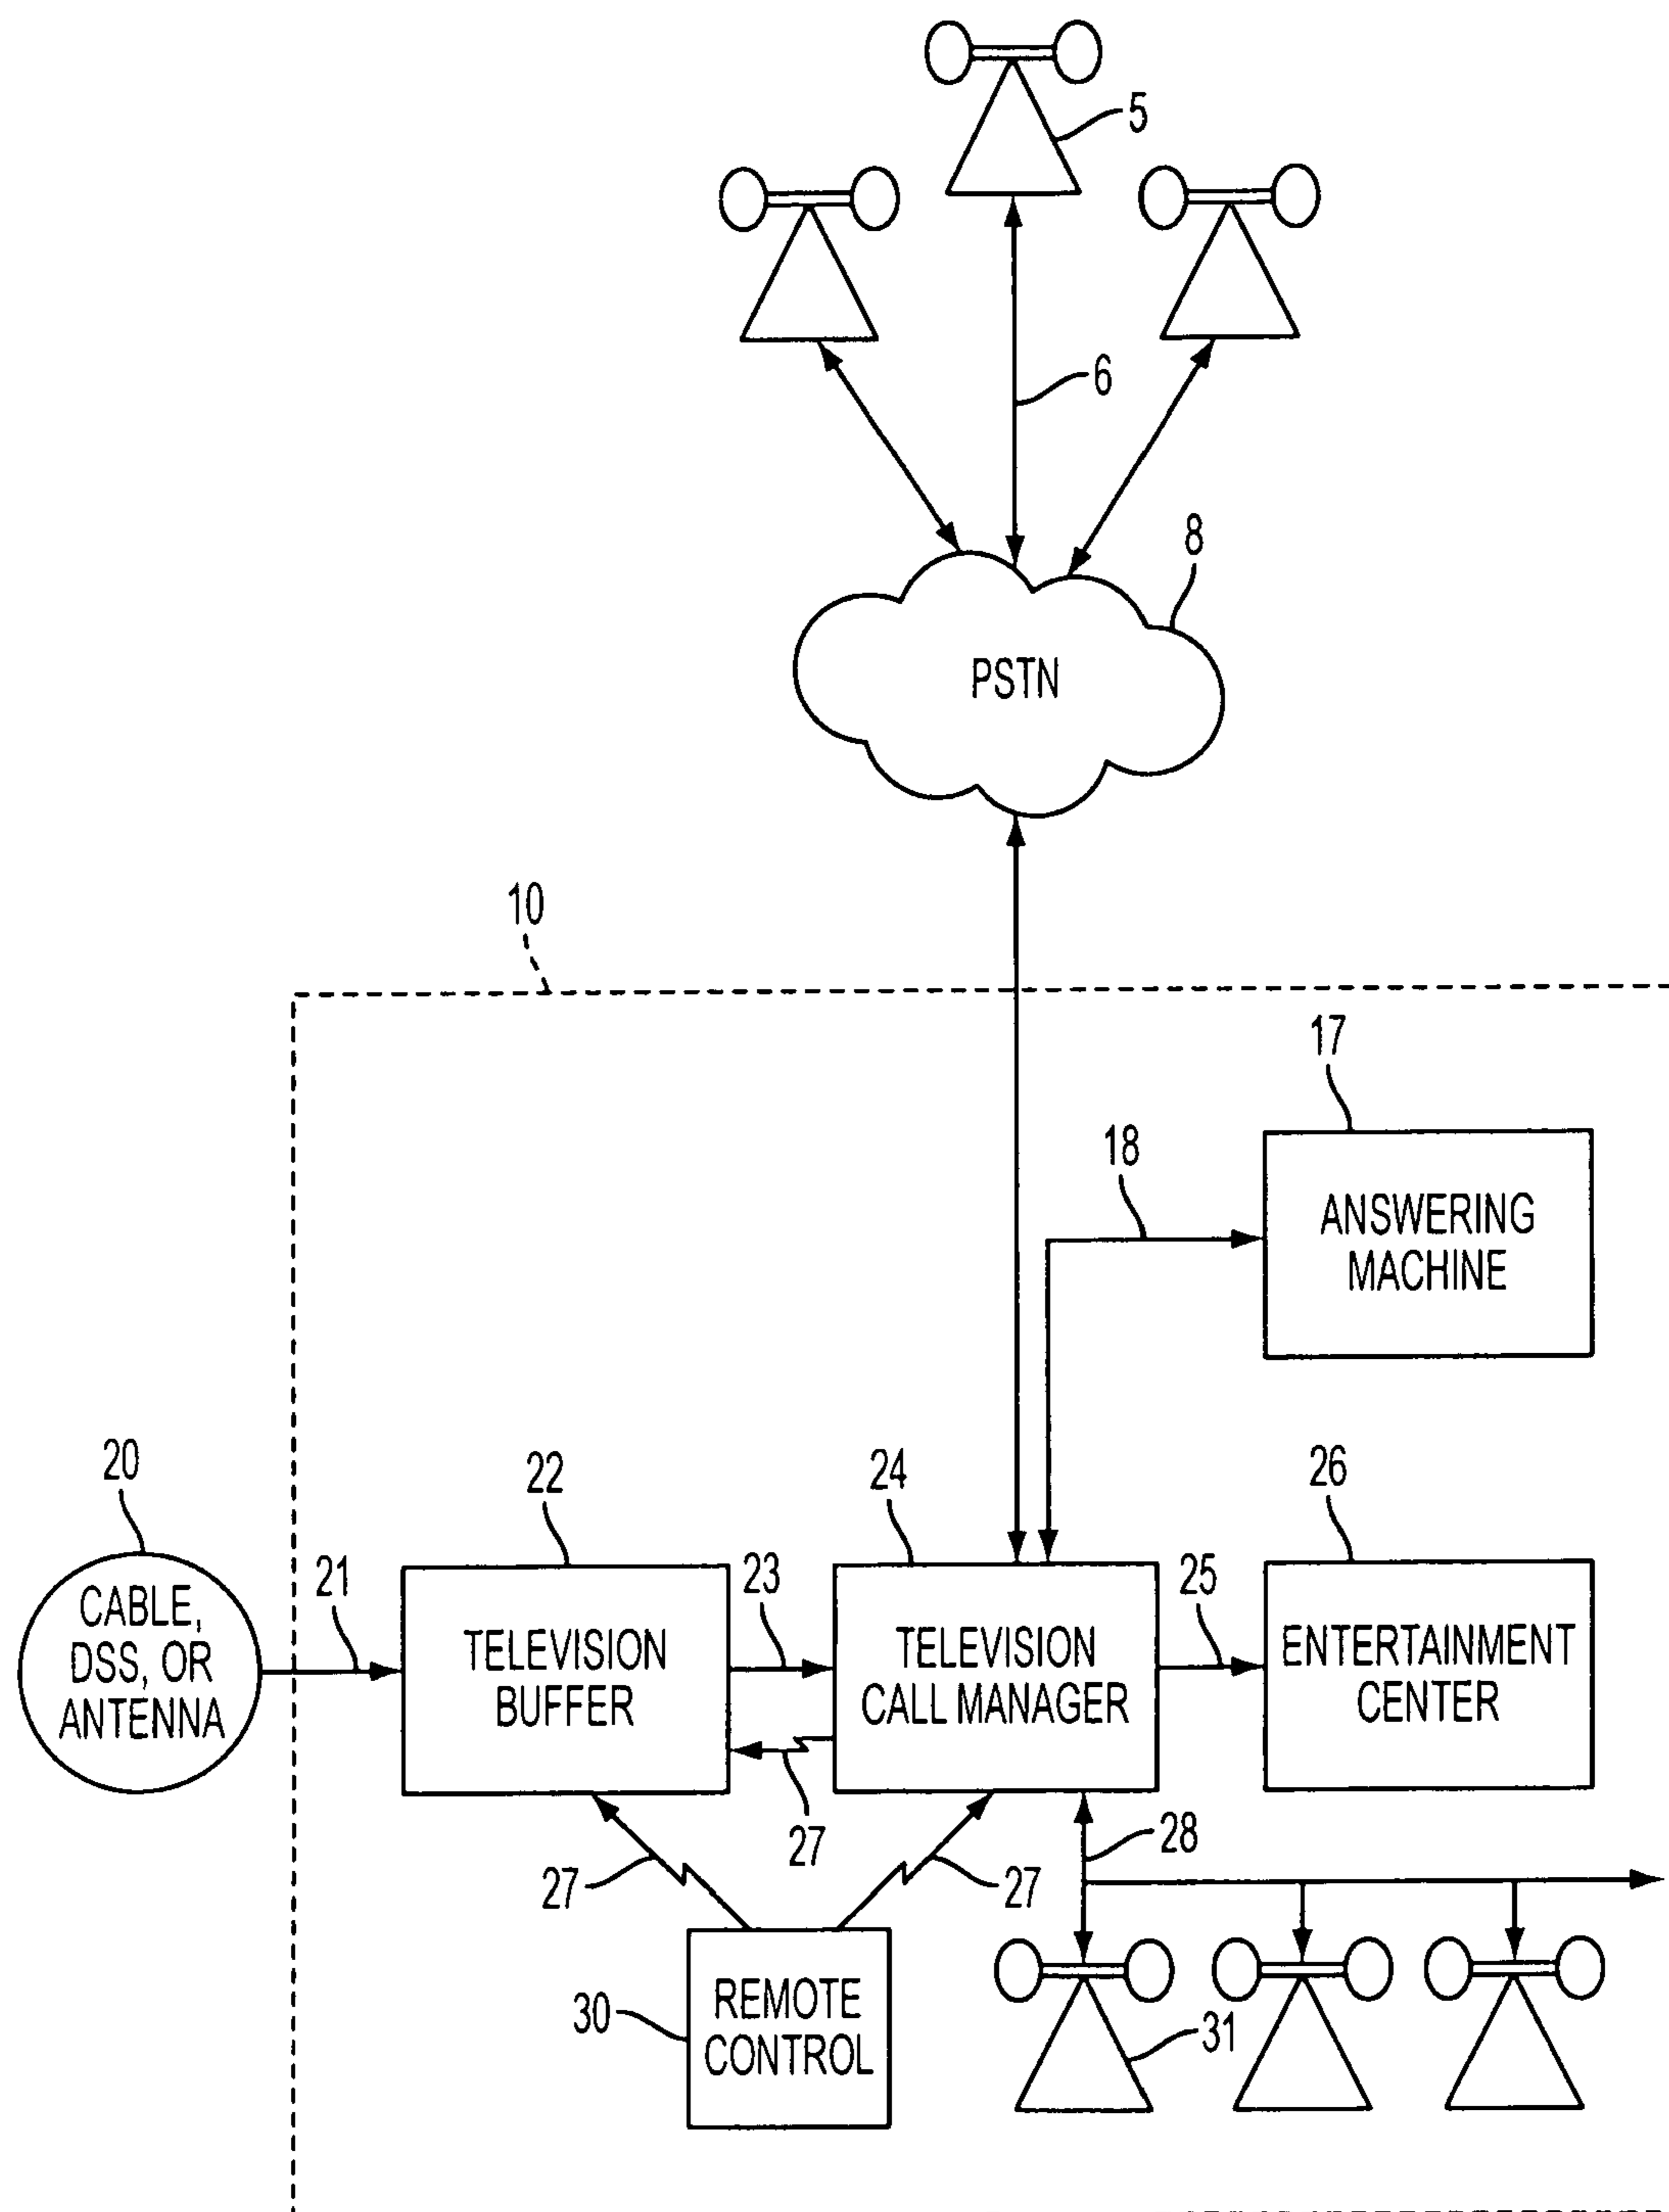 5
6
8
PSTN
10
17
18
ANSWERING
MACHINE
20
22
24
26
CABLE,
DSS, OR
ANTENNA
21
23
25
TELEVISION
BUFFER
TELEVISION
CALL MANAGER
ENTERTAINMENT
CENTER
27
27
27
28
30
REMOTE
CONTROL
31